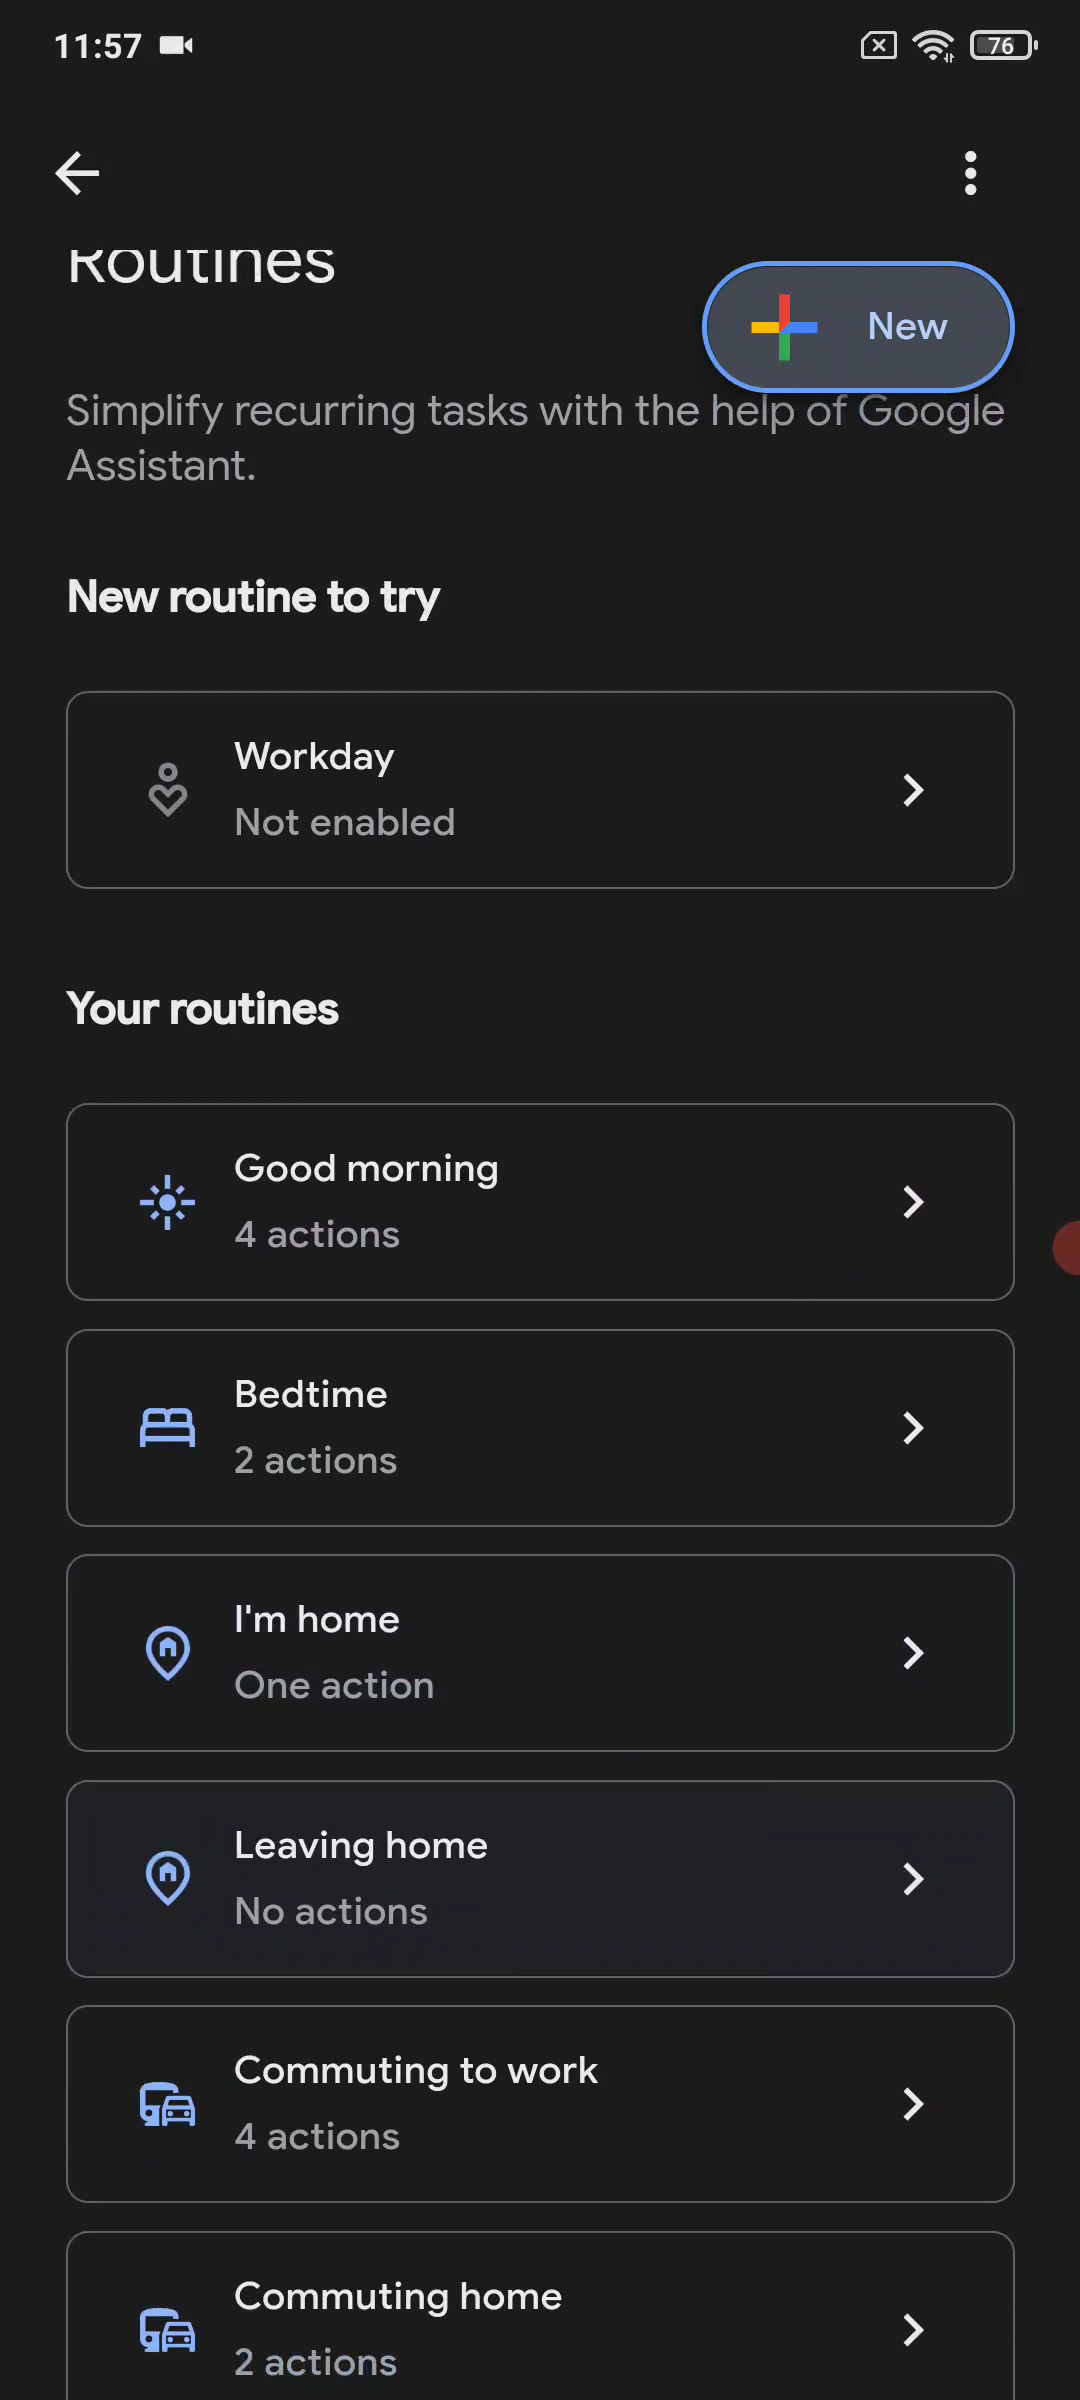 11:57
76
Routines
New
Simplify recurring tasks with the help of Google
Assistant.
New routine to try
Workday
Not enabled
Your routines
Good morning
4 actions
Bedtime
2 actions
I'm home
One action
Leaving home
No actions
Commuting to work
4 actions
Commuting home
2 actions